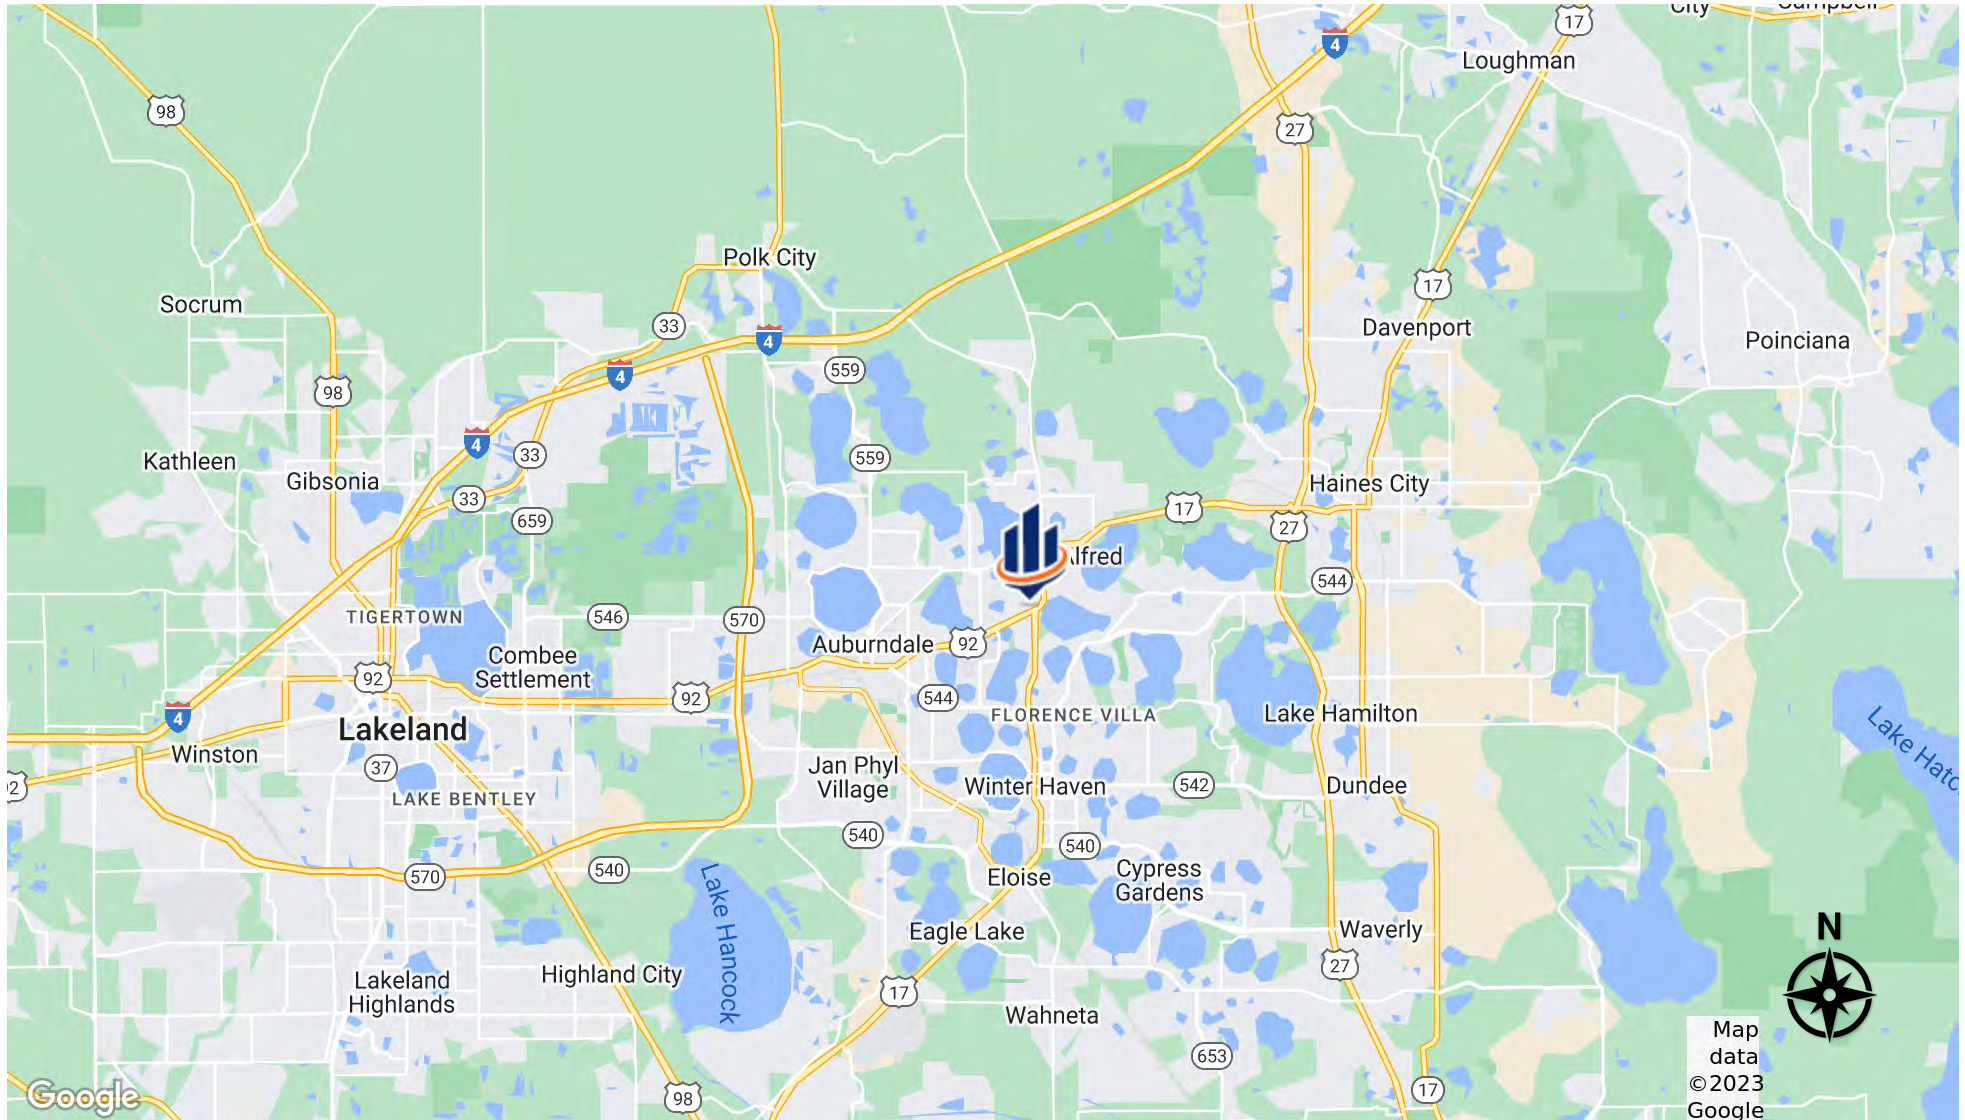 City
Campbell
17
4
Loughman
98
27
Polk City
17
Socrum
33
Davenport
4
Poinciana
4
559
98
4
33
559
Kathleen
Gibsonia
Haines City
33
17
659
27
Alfred
544
TIGERTOWN
546
570
Auburndale
92
Combee
Settlement
92
92
544
4
Lakeland
FLORENCE VILLA
Lake Hamilton
Winston
37
Jan Phyl
Village
Winter Haven
542
Dundee
LAKE BENTLEY
540
540
570
540
Eloise
Cypress
Gardens
Lake Hancock
Eagle Lake
Waverly
N
27
Highland City
Lakeland
Highlands
17
Wahneta
653
98
17
Google
Map
data
©2023
Google